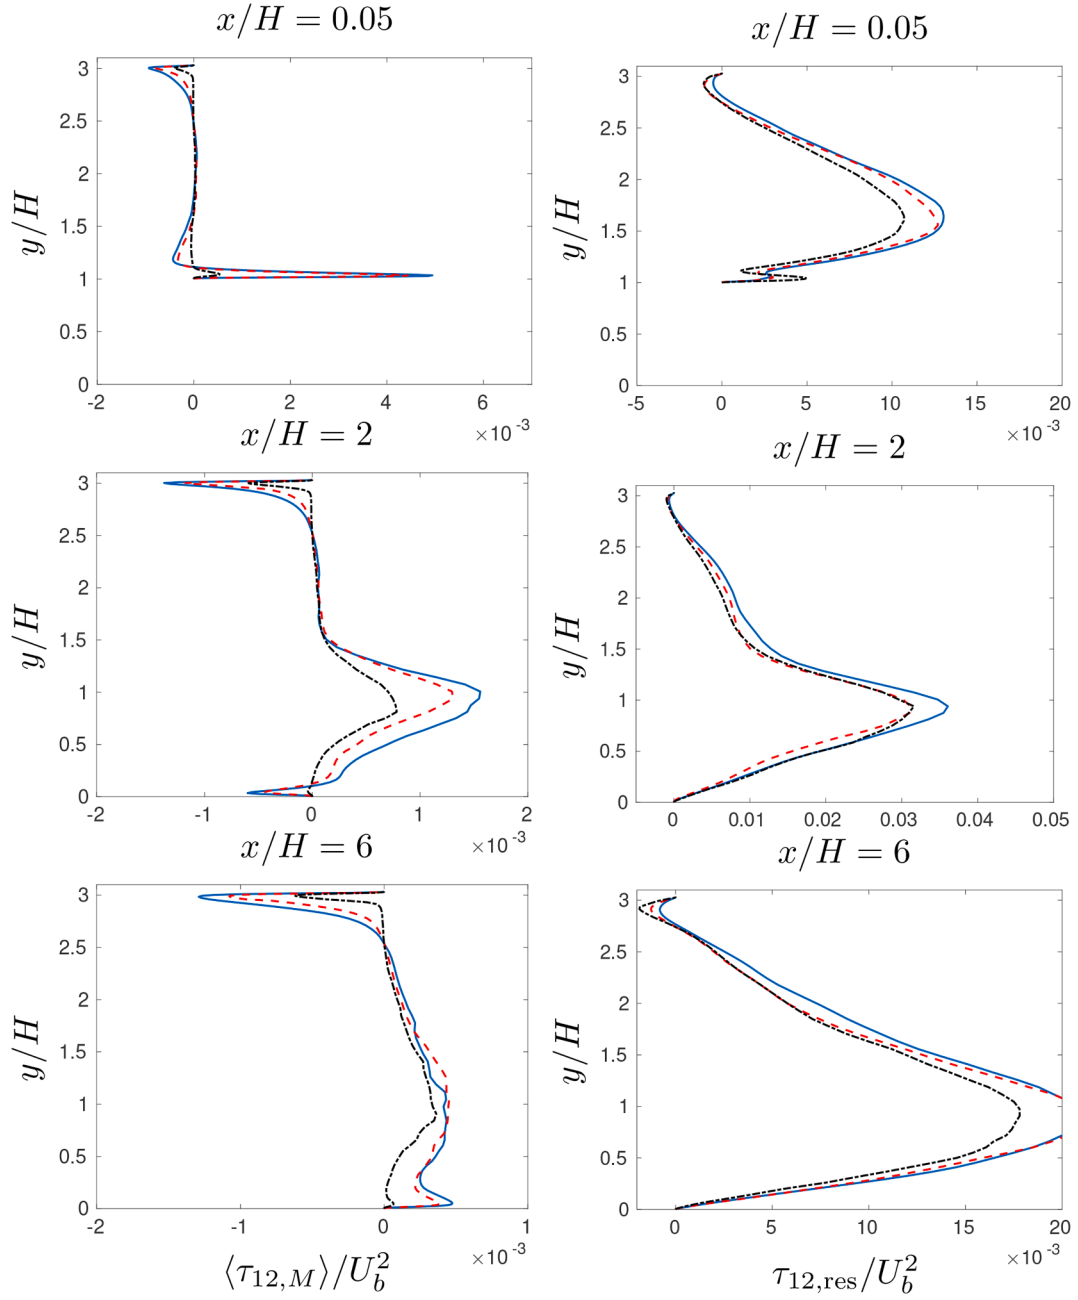 x/H = 0.05
3
2.5
2
1.5
1
0.5
0
y/H
-2 0 2 4 6
×10 -3
x/H = 0.05
3
2.5
2
1.5
1
0.5
0
y/H
-5 0 5 10 15 20
×10 -3
x/H = 2
3
2.5
2
1.5
1
0.5
0
y/H
-2 -1 0 1 2
×10 -3
x/H = 2
3
2.5
2
1.5
1
0.5
0
y/H
0 0.01 0.02 0.03 0.04 0.05
x/H = 6
3
2.5
2
1.5
1
0.5
0
y/H
-2 -1 0 1
×10 -3
⟨τ12,M⟩/U_b^2
x/H = 6
3
2.5
2
1.5
1
0.5
0
y/H
0 5 10 15 20
×10 -3
τ12,res/U_b^2